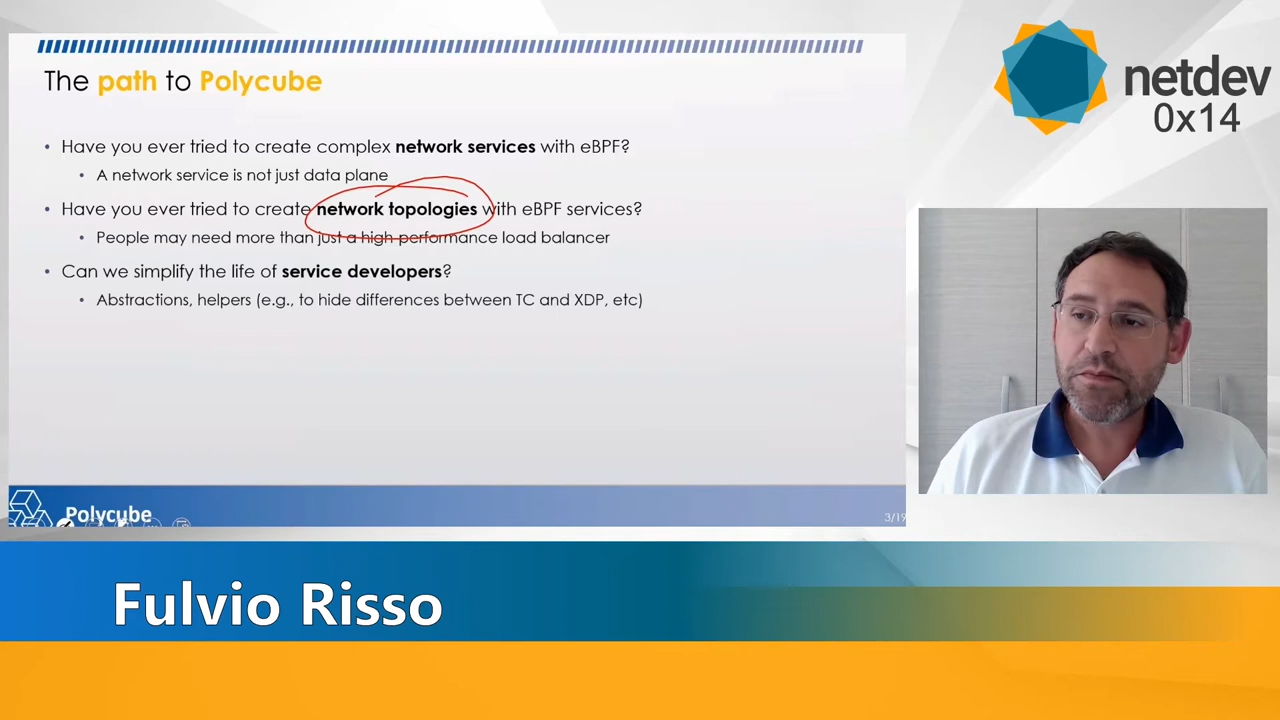 The path to Polycube
netdev
0x14
• Have you ever tried to create complex network services with eBPF?
• A network service is not just data plane
• Have you ever tried to create network topologies with eBPF services?
• People may need more than just a high-performance load balancer
• Can we simplify the life of service developers?
• Abstractions, helpers (e.g., to hide differences between TC and XDP, etc)
Polycube
3/19
Fulvio Risso